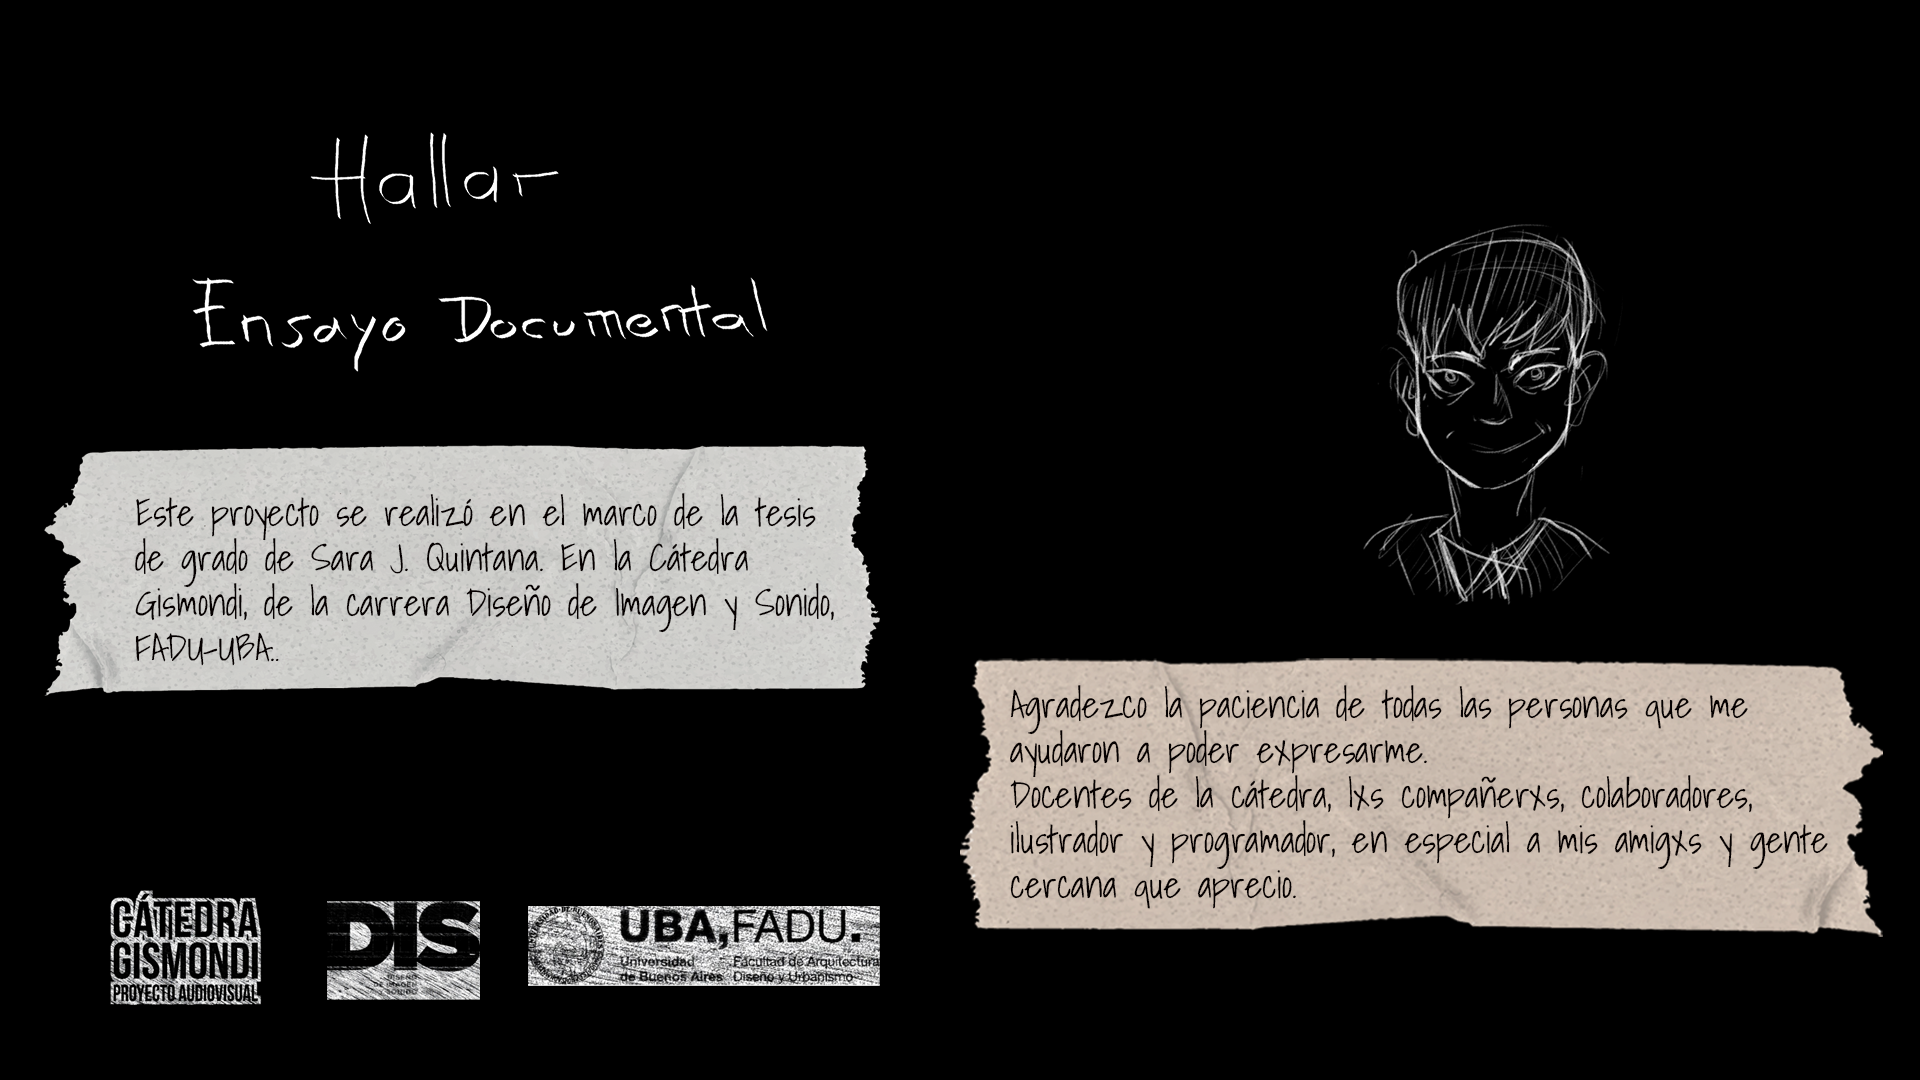 Hallar
Ensayo Documental
Este proyecto se realizó en el marco de la tesis
de grado de Sara J. Quintana. En la Cátedra
Gismondi, de la carrera Diseño de Imagen y Sonido,
FADU-UBA..
Agradezco la paciencia de todas las personas que me
ayudaron a poder expresarme.
Docentes de la cátedra, lxs compañerxs, colaboradores,
ilustrador y programador, en especial a mis amigxs y gente
cercana que aprecio.
CÁTEDRA
GISMONDI
PROYECTO AUDIOVISUAL
DIS
DISEÑO
DE IMAGEN
Y SONIDO
UBA,FADU.
Universidad
de Buenos Aires
Facultad de Arquitectura
Diseño y Urbanismo